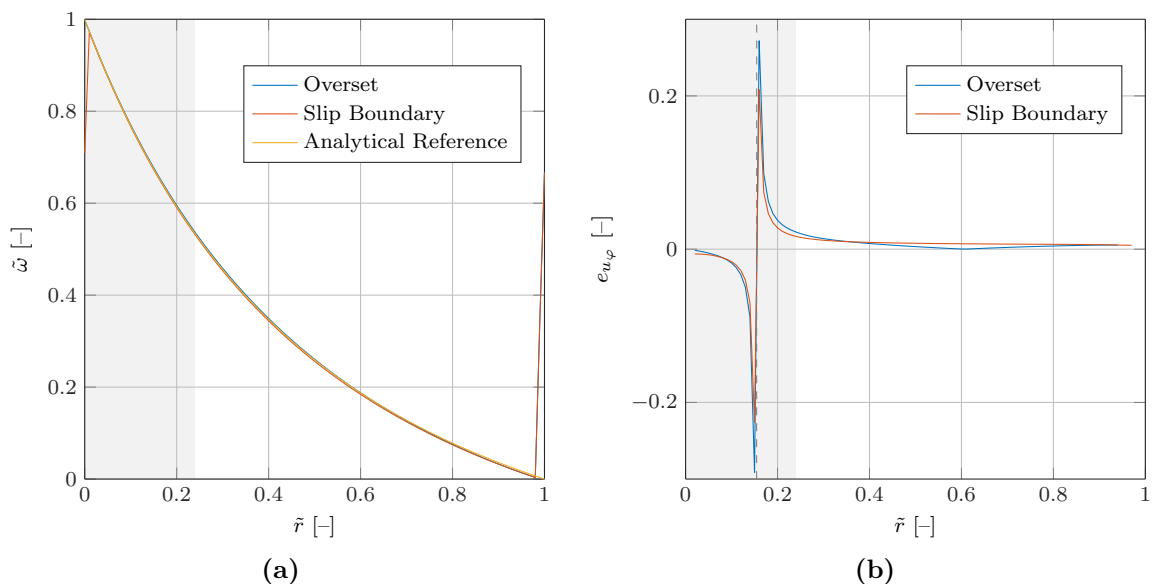 1
0.8
0.6
0.4
0.2
0
ω̃ [–]
0
0.2
0.4
0.6
0.8
1
r̃ [–]
Overset
Slip Boundary
Analytical Reference
(a)
0.2
0
−0.2
e_{u_φ} [–]
0
0.2
0.4
0.6
0.8
1
r̃ [–]
Overset
Slip Boundary
(b)